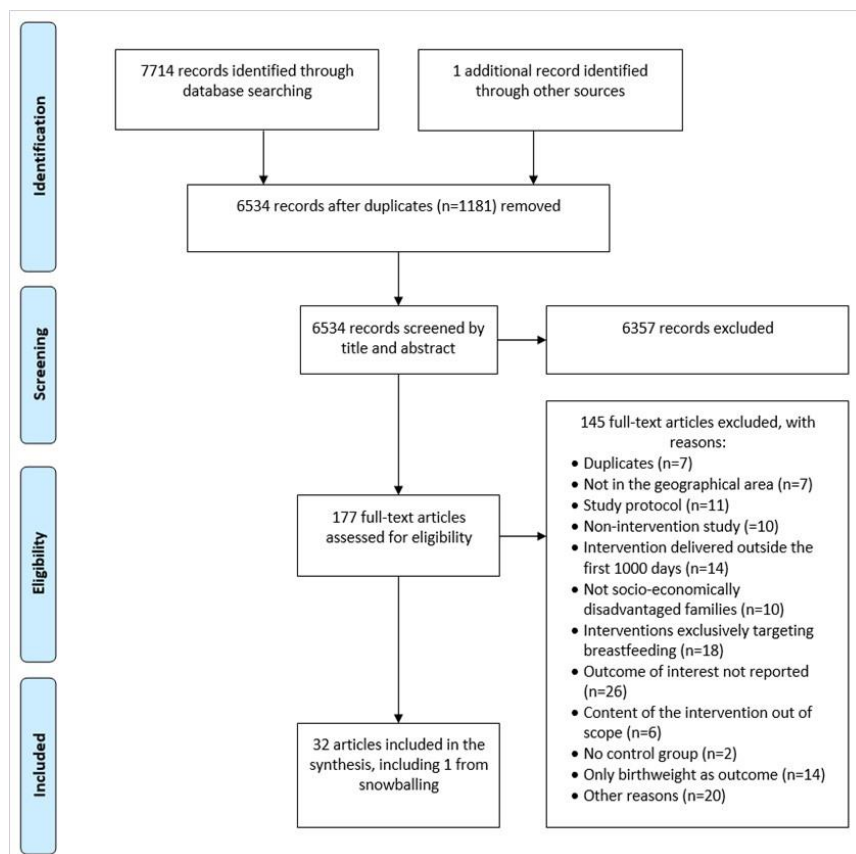 Identification
7714 records identified through
database searching
1 additional record identified
through other sources
6534 records after duplicates (n=1181) removed
Screening
6534 records screened by
title and abstract
6357 records excluded
Eligibility
177 full-text articles
assessed for eligibility
145 full-text articles excluded, with
reasons:
• Duplicates (n=7)
• Not in the geographical area (n=7)
• Study protocol (n=11)
• Non-intervention study (=10)
• Intervention delivered outside the
first 1000 days (n=14)
• Not socio-economically
disadvantaged families (n=10)
• Interventions exclusively targeting
breastfeeding (n=18)
• Outcome of interest not reported
(n=26)
• Content of the intervention out of
scope (n=6)
• No control group (n=2)
• Only birthweight as outcome (n=14)
• Other reasons (n=20)
Included
32 articles included in the
synthesis, including 1 from
snowballing